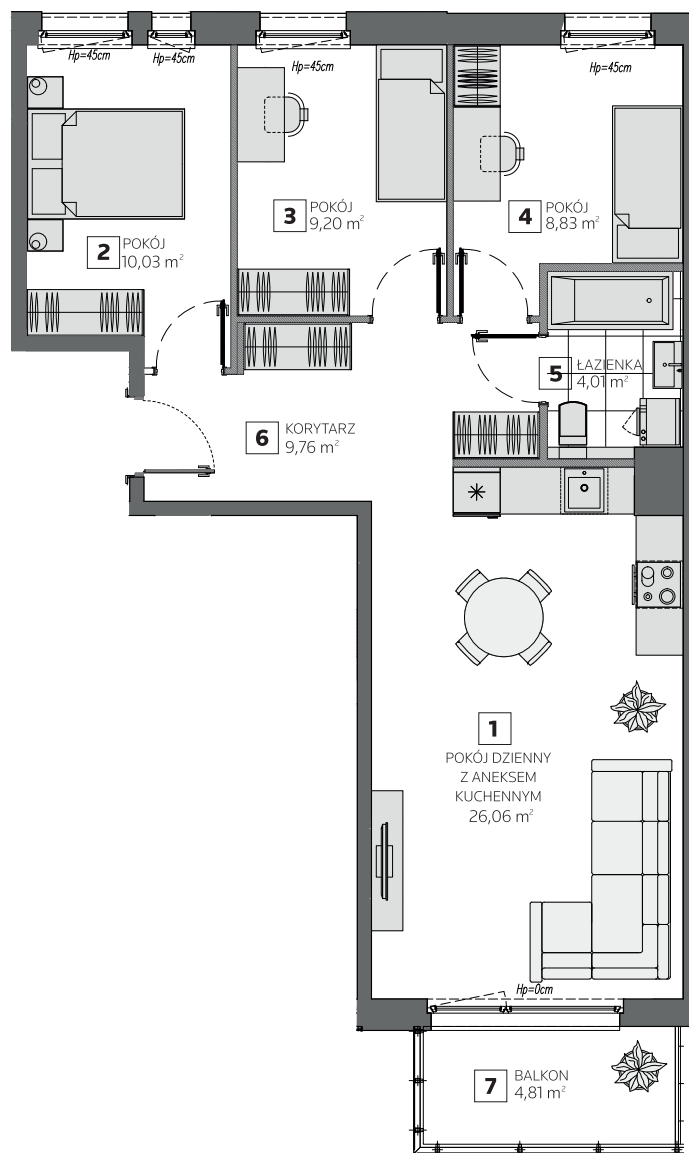 Hp=45cm
Hp=45cm
Hp=45cm
Hp=45cm
2
POKÓJ
10,03 m²
3
POKÓJ
9,20 m²
4
POKÓJ
8,83 m²
5
ŁAZIENKA
4,01 m²
6
KORYTARZ
9,76 m²
1
POKÓJ DZIENNY
Z ANEKSEM
KUCHENNYM
26,06 m²
Hp=0cm
7
BALKON
4,81 m²